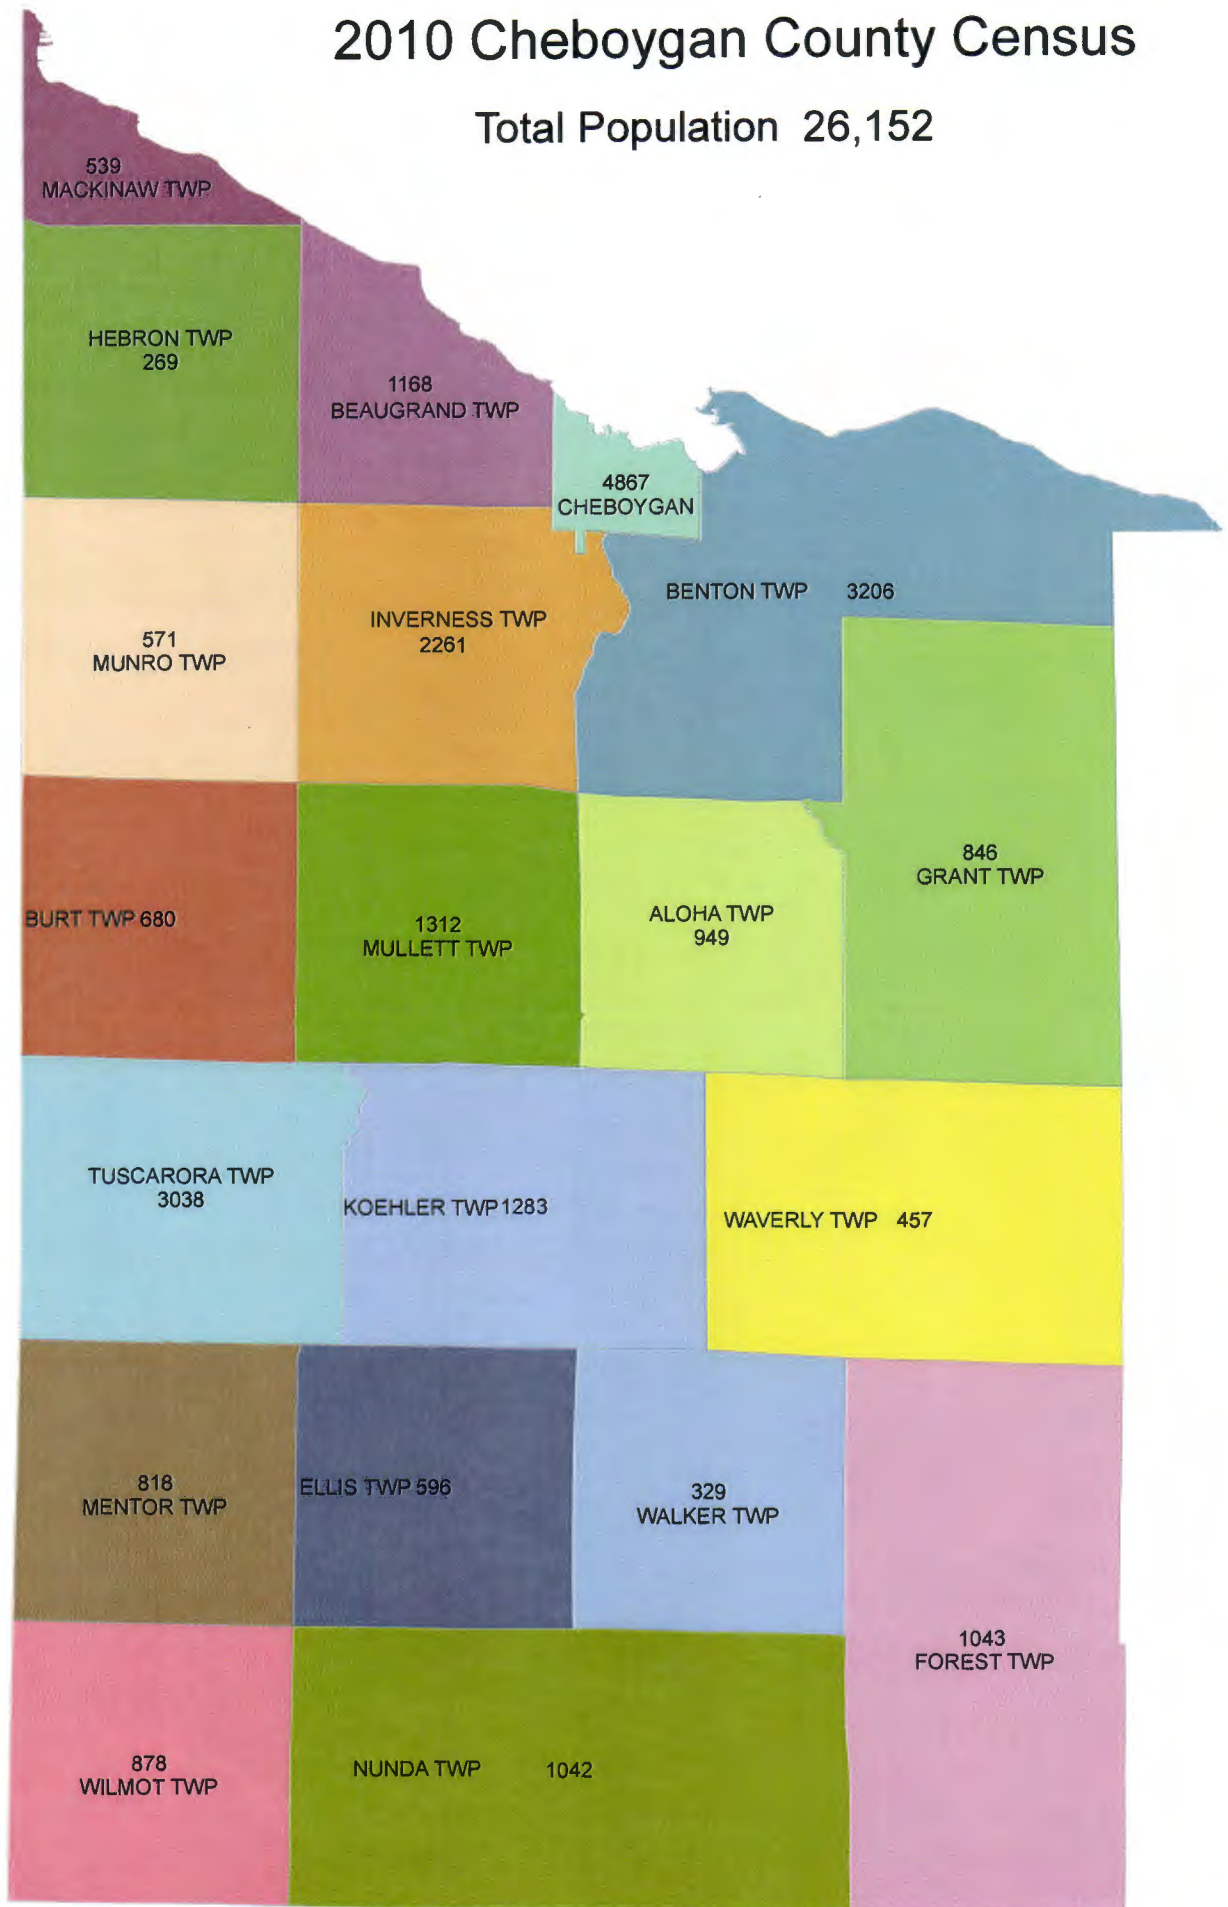 2010 Cheboygan County Census
Total Population 26,152
539
MACKINAW TWP
HEBRON TWP
269
1168
BEAUGRAND TWP
4867
CHEBOYGAN
BENTON TWP 3206
INVERNESS TWP
2261
571
MUNRO TWP
846
GRANT TWP
BURT TWP 680
1312
MULLETT TWP
ALOHA TWP
949
TUSCARORA TWP
3038
KOEHLER TWP 1283
WAVERLY TWP 457
818
MENTOR TWP
ELLIS TWP 596
329
WALKER TWP
1043
FOREST TWP
878
WILMOT TWP
NUNDA TWP 1042